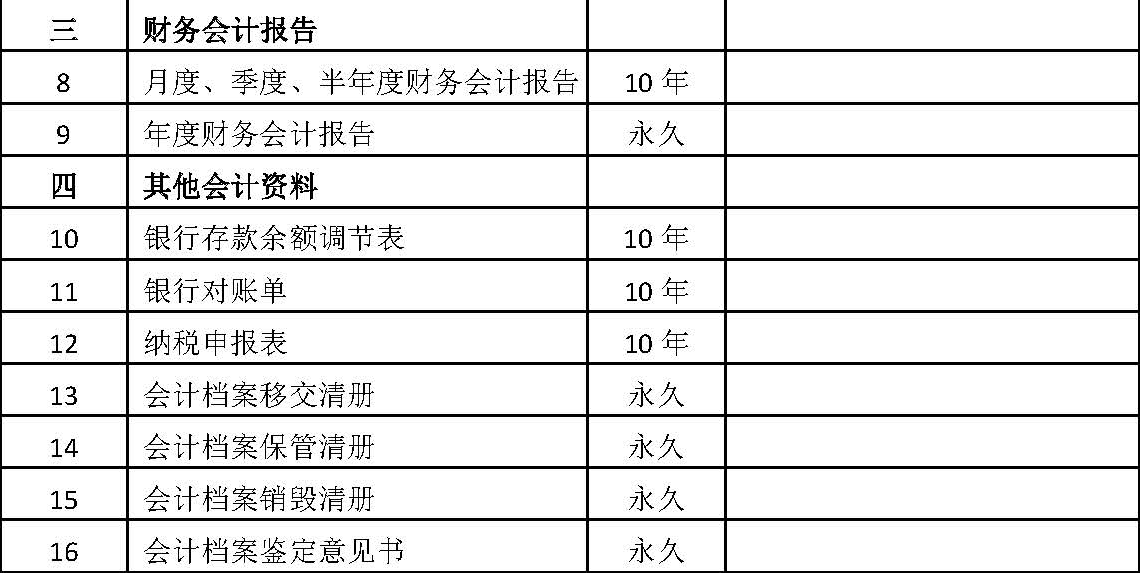 三 财务会计报告
8 月度、季度、半年度财务会计报告 10 年
9 年度财务会计报告 永久
四 其他会计资料
10 银行存款余额调节表 10 年
11 银行对账单 10 年
12 纳税申报表 10 年
13 会计档案移交清册 永久
14 会计档案保管清册 永久
15 会计档案销毁清册 永久
16 会计档案鉴定意见书 永久